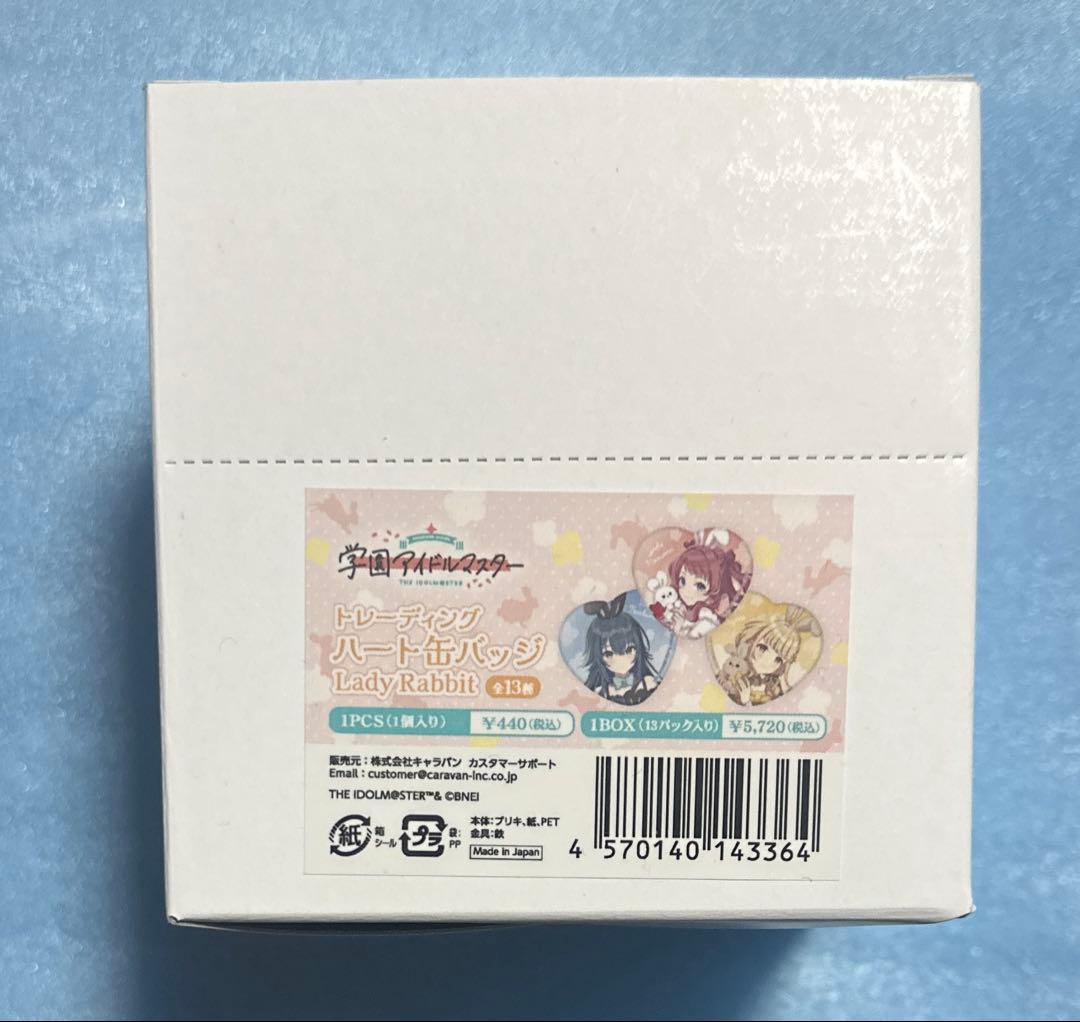 学園アイドルマスター
THE IDOLM@STER
トレーディング
ハート缶バッジ
Lady Rabbit 全13種
1PCS(1個入り) ¥440(税込) 1BOX(13パック入り) ¥5,720(税込)
販売元：株式会社キャラバン カスタマーサポート
Email：customer@caravan-inc.co.jp
THE IDOLM@STER™& ©BNEI
紙 箱 シール プラ 袋: PP
本体:ブリキ、紙、PET
金具:鉄
Made in Japan
4 570140 143364